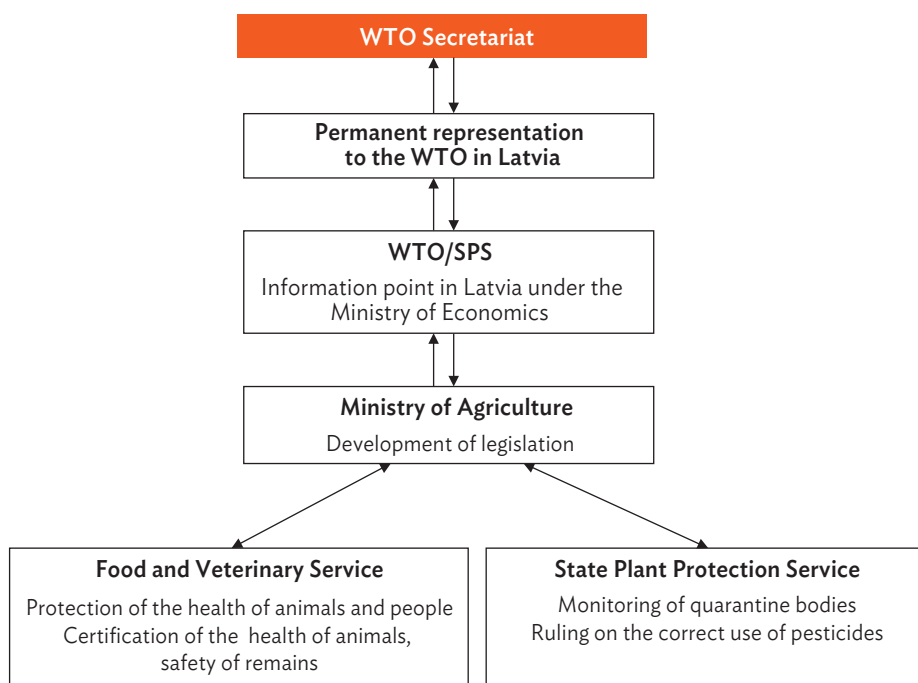 WTO Secretariat
Permanent representation
to the WTO in Latvia
WTO/SPS
Information point in Latvia under the
Ministry of Economics
Ministry of Agriculture
Development of legislation
Food and Veterinary Service
Protection of the health of animals and people
Certification of the health of animals,
safety of remains
State Plant Protection Service
Monitoring of quarantine bodies
Ruling on the correct use of pesticides